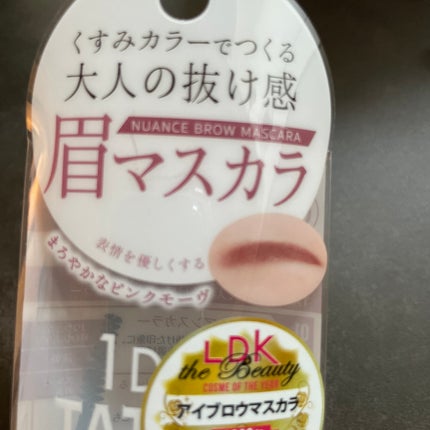 くすみカラーでつくる
大人の抜け感
NUANCE BROW MASCARA
眉マスカラ
表情を優しくする
まろやかなピンクモーヴ
LDK
the Beauty
COSME OF THE YEAR
アイブロウマスカラ
1D
TAT